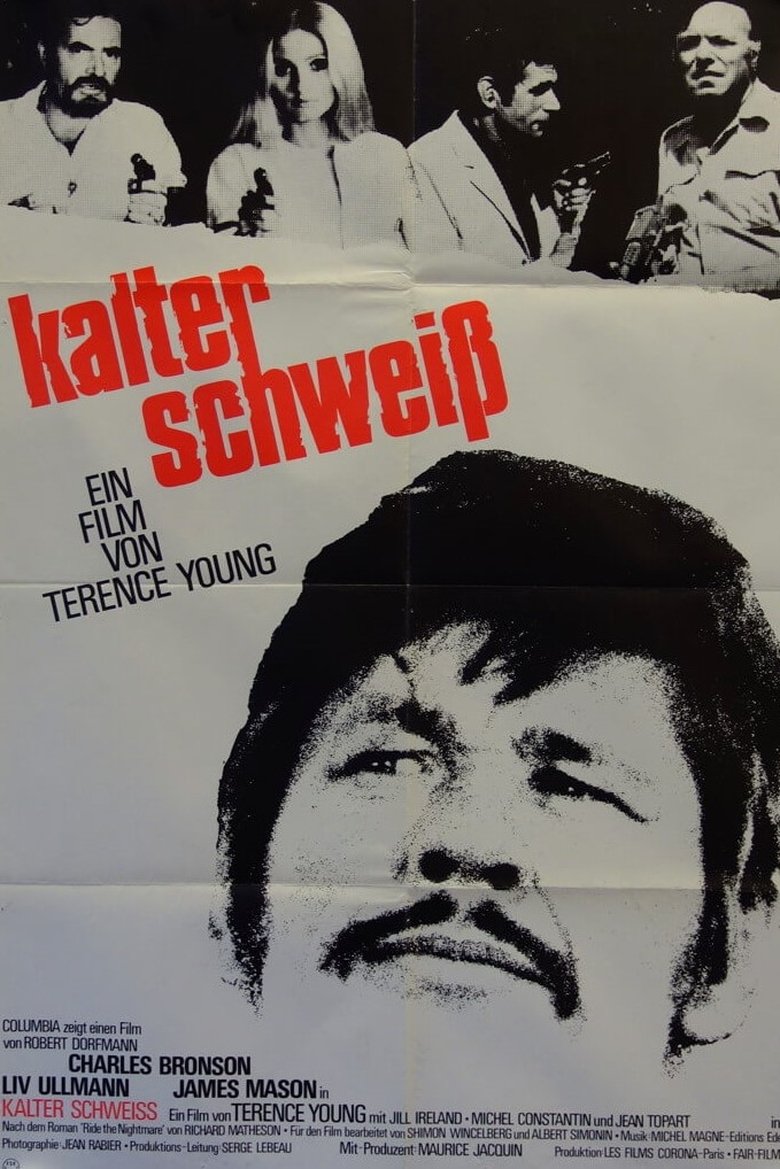 kalter
schweiß
EIN
FILM
VON
TERENCE YOUNG
COLUMBIA zeigt einen Film
von ROBERT DORFMANN
CHARLES BRONSON
LIV ULLMANN JAMES MASON in
KALTER SCHWEISS Ein Film von TERENCE YOUNG mit JILL IRELAND · MICHEL CONSTANTIN und JEAN TOPART in
Nach dem Roman 'Ride the Nightmare' von RICHARD MATHESON · Für den Film bearbeitet von SHIMON WINCELBERG und ALBERT SIMONIN · Musik: MICHEL MAGNE-Editions Ed
Photographie: JEAN RABIER · Produktions-Leitung: SERGE LEBEAU Mit-Produzent: MAURICE JACQUIN Produktion: LES FILMS CORONA-Paris · FAIR-FILM